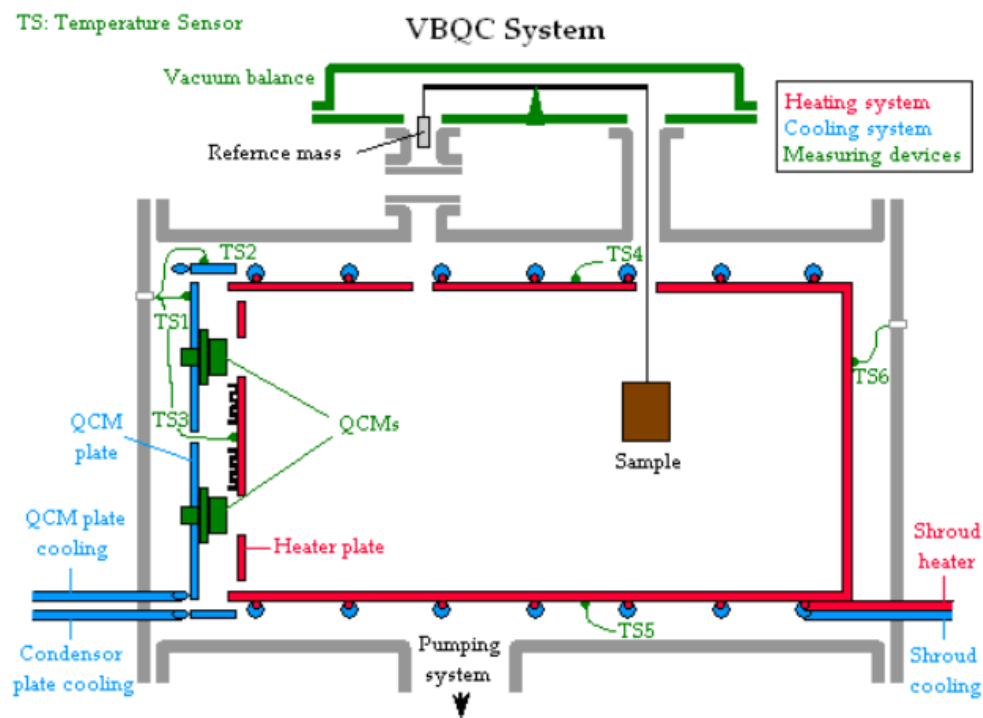 TS: Temperature Sensor
VBQC System
Vacuum balance
Heating system
Cooling system
Measuring devices
Refernce mass
TS2
TS4
TS1
TS6
TS3
QCM
plate
QCMs
Sample
QCM plate
cooling
Heater plate
Shroud
heater
TS5
Pumping
system
Condensor
plate cooling
Shroud
cooling